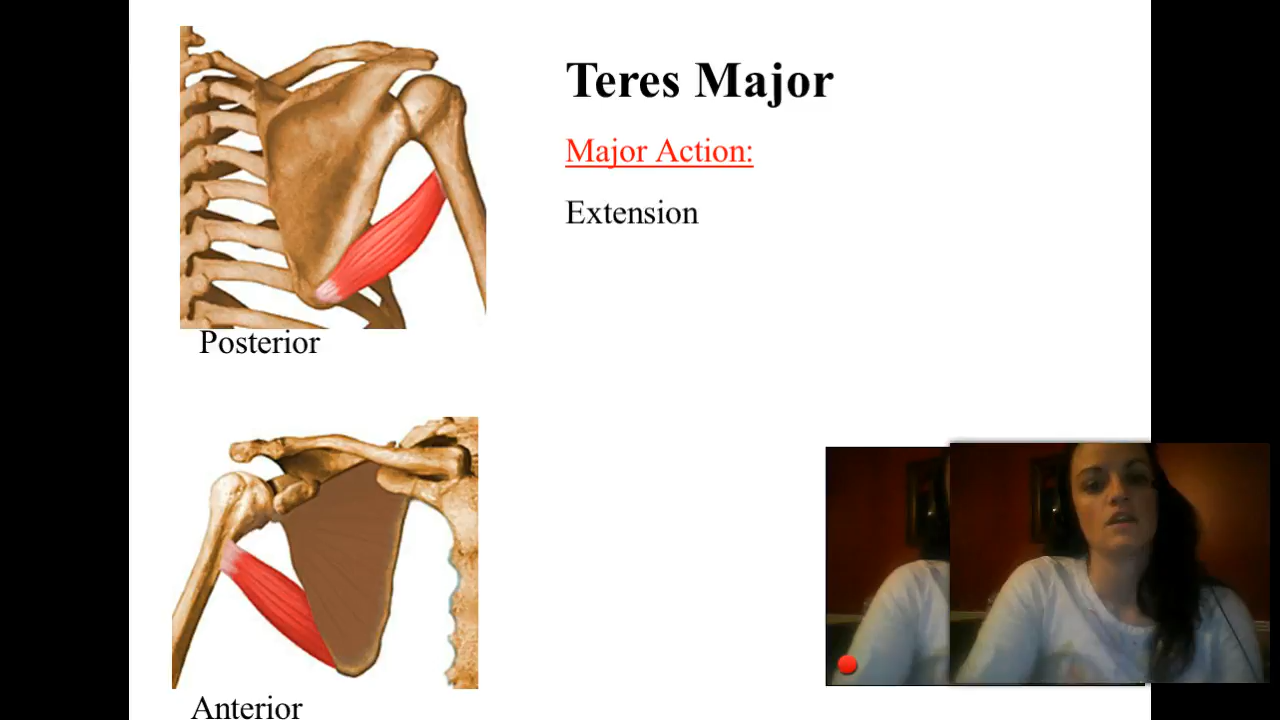 Teres Major
Major Action:
Extension
Posterior
Anterior